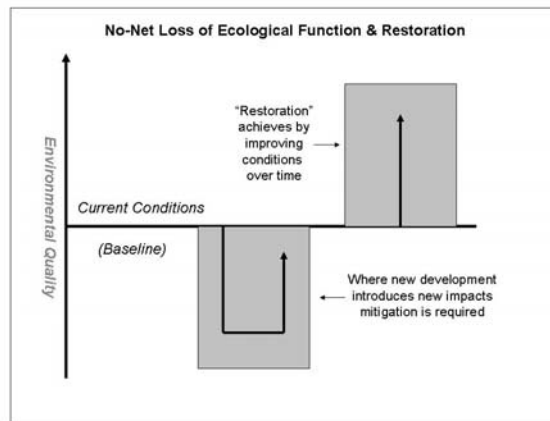 No-Net Loss of Ecological Function & Restoration
Environmental Quality
"Restoration"
achieves by
improving
conditions
over time
Current Conditions
(Baseline)
Where new development
introduces new impacts
mitigation is required